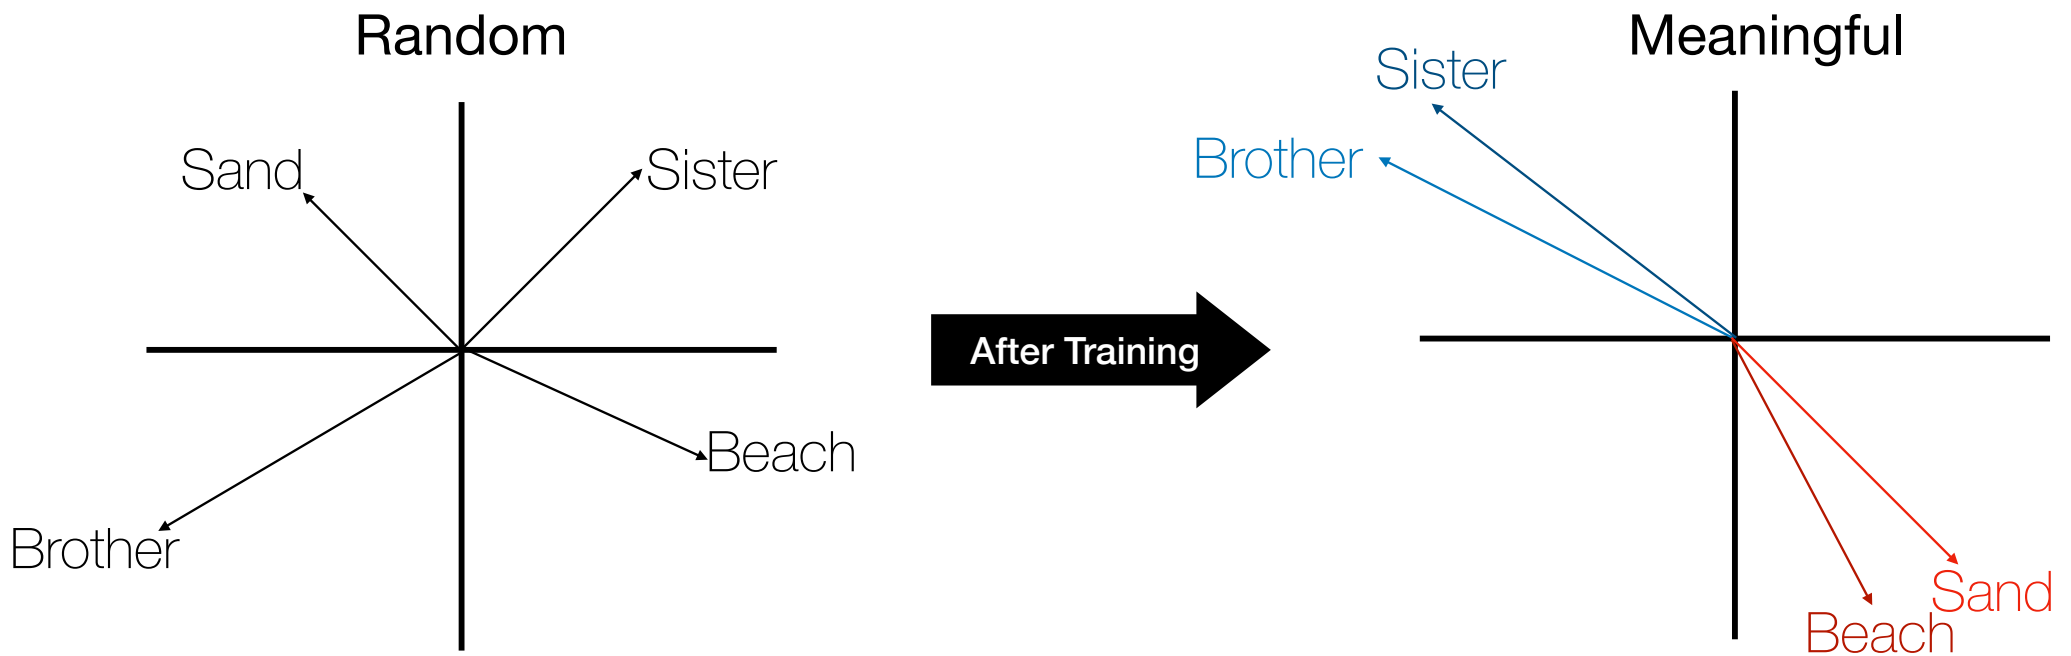 Random
Sand
Sister
Beach
Brother
After Training
Meaningful
Sister
Brother
Sand
Beach